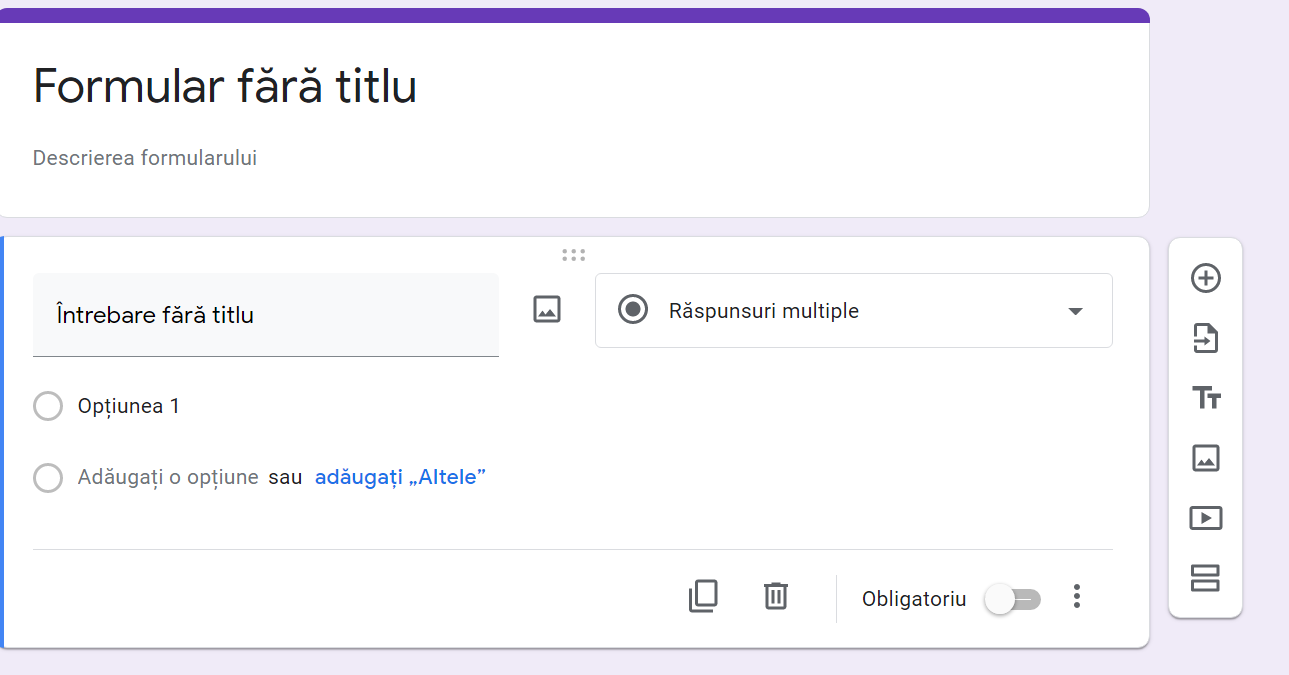 Formular fără titlu
Descrierea formularului
Întrebare fără titlu
Răspunsuri multiple
Opțiunea 1
Adăugați o opțiune sau adăugați „Altele”
Obligatoriu